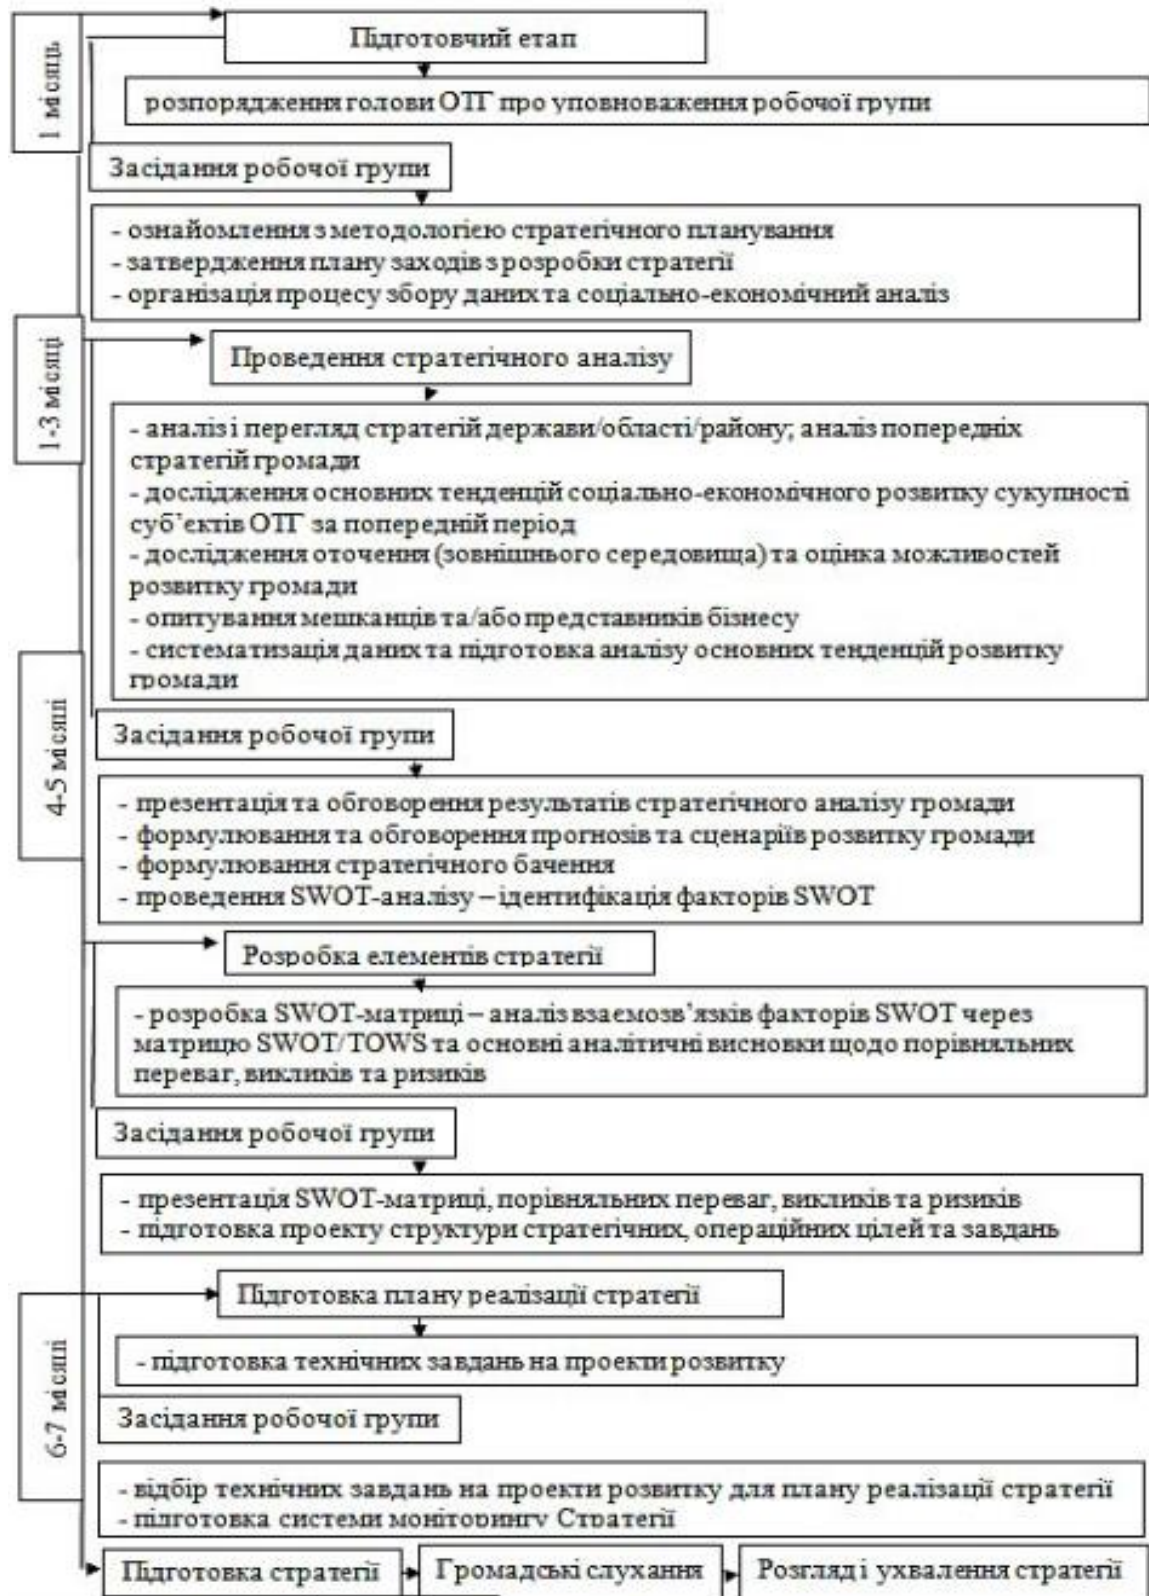 1 місяць
Підготовчий етап
розпорядження голови ОТГ про уповноваження робочої групи
Засідання робочої групи
- ознайомлення з методологією стратегічного планування
- затвердження плану заходів з розробки стратегії
- організація процесу збору даних та соціально-економічний аналіз
1-3 місяці
Проведення стратегічного аналізу
- аналіз і перегляд стратегій держави/області/району; аналіз попередніх
стратегій громади
- дослідження основних тенденцій соціально-економічного розвитку сукупності
суб’єктів ОТГ за попередній період
- дослідження оточення (зовнішнього середовища) та оцінка можливостей
розвитку громади
- опитування мешканців та/або представників бізнесу
- систематизація даних та підготовка аналізу основних тенденцій розвитку
громади
4-5 місяці
Засідання робочої групи
- презентація та обговорення результатів стратегічного аналізу громади
- формулювання та обговорення прогнозів та сценаріїв розвитку громади
- формулювання стратегічного бачення
- проведення SWOT-аналізу – ідентифікація факторів SWOT
Розробка елементів стратегії
- розробка SWOT-матриці – аналіз взаємозв’язків факторів SWOT через
матрицю SWOT/TOWS та основні аналітичні висновки щодо порівняльних
переваг, викликів та ризиків
Засідання робочої групи
- презентація SWOT-матриці, порівняльних переваг, викликів та ризиків
- підготовка проекту структури стратегічних, операційних цілей та завдань
6-7 місяці
Підготовка плану реалізації стратегії
- підготовка технічних завдань на проекти розвитку
Засідання робочої групи
- відбір технічних завдань на проекти розвитку для плану реалізації стратегії
- підготовка системи моніторингу Стратегії
Підготовка стратегії
Громадські слухання
Розгляд і ухвалення стратегії